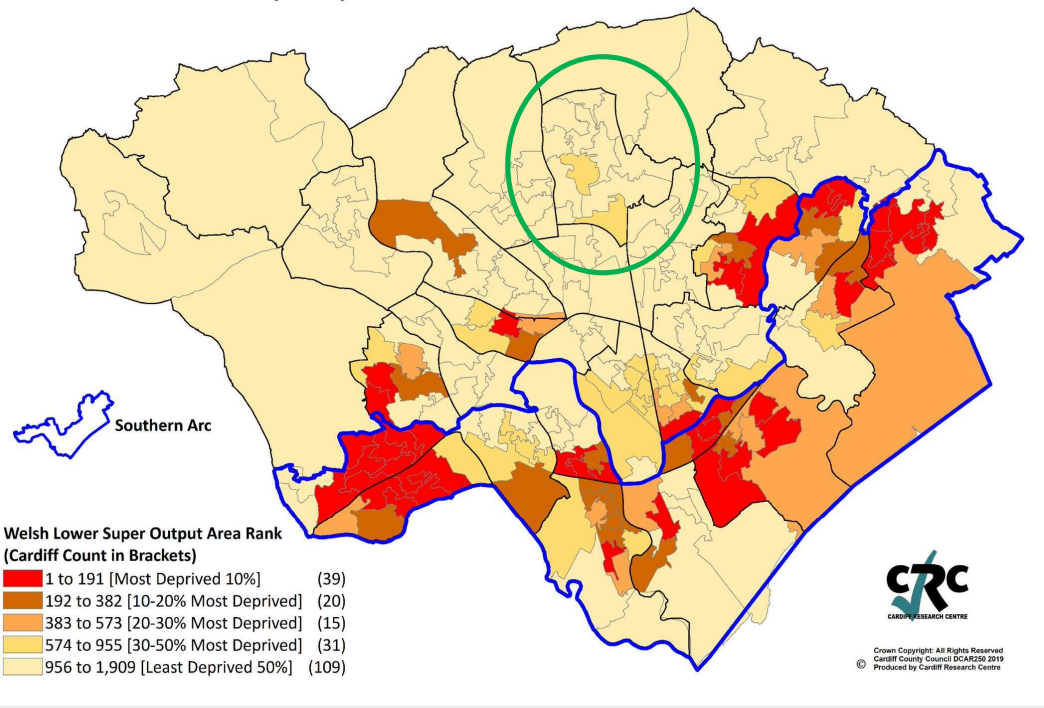 Southern Arc
Welsh Lower Super Output Area Rank
(Cardiff Count in Brackets)
1 to 191 [Most Deprived 10%] (39)
192 to 382 [10-20% Most Deprived] (20)
383 to 573 [20-30% Most Deprived] (15)
574 to 955 [30-50% Most Deprived] (31)
956 to 1,909 [Least Deprived 50%] (109)
CRC
CARDIFF RESEARCH CENTRE
Crown Copyright: All Rights Reserved
© Cardiff County Council DCAR250 2019
Produced by Cardiff Research Centre